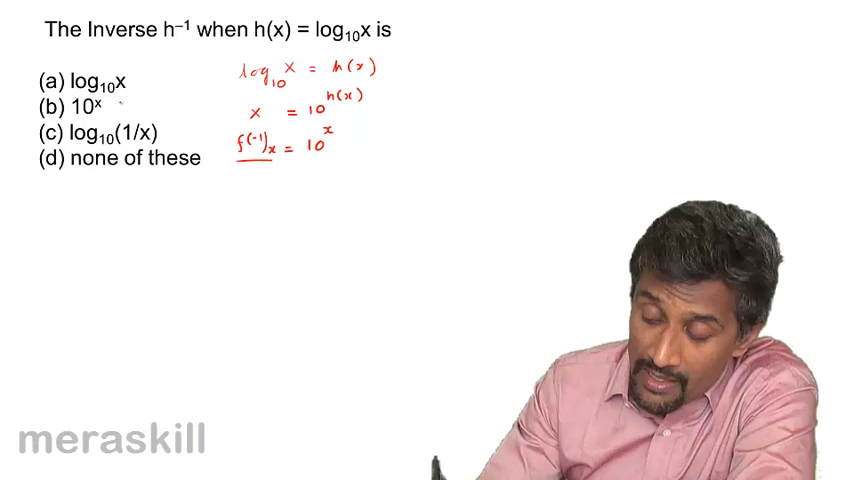 The Inverse h⁻¹ when h(x) = log₁₀x is
(a) log₁₀x
(b) 10ˣ
(c) log₁₀(1/x)
(d) none of these
log₁₀ x = h(x)
x = 10^h(x)
f(-1)ₓ = 10ˣ
meraskill